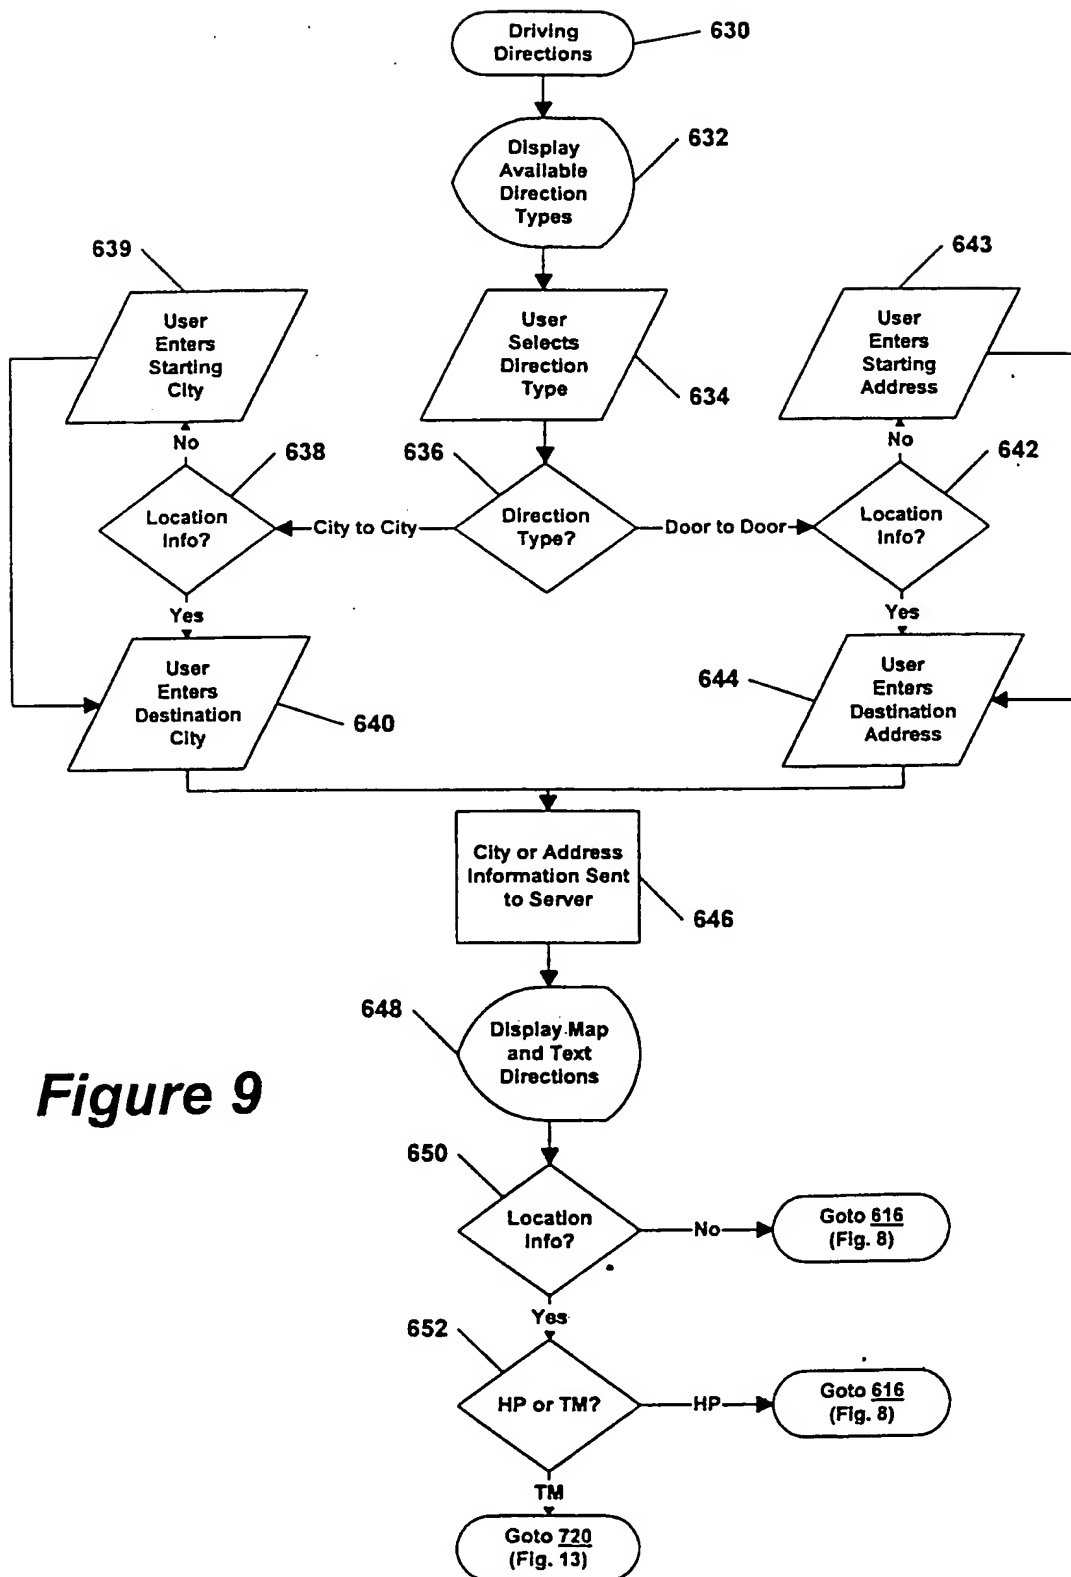 Driving
Directions
630
Display
Available
Direction
Types
632
639
User
Enters
Starting
City
User
Selects
Direction
Type
634
643
User
Enters
Starting
Address
No
638
636
No
642
Location
Info?
City to City
Direction
Type?
Door to Door
Location
Info?
Yes
Yes
User
Enters
Destination
City
640
644
User
Enters
Destination
Address
City or Address
Information Sent
to Server
646
648
Display Map
and Text
Directions
Figure 9
650
Location
Info?
No
Goto 616
(Fig. 8)
Yes
652
HP or TM?
HP
Goto 616
(Fig. 8)
TM
Goto 720
(Fig. 13)